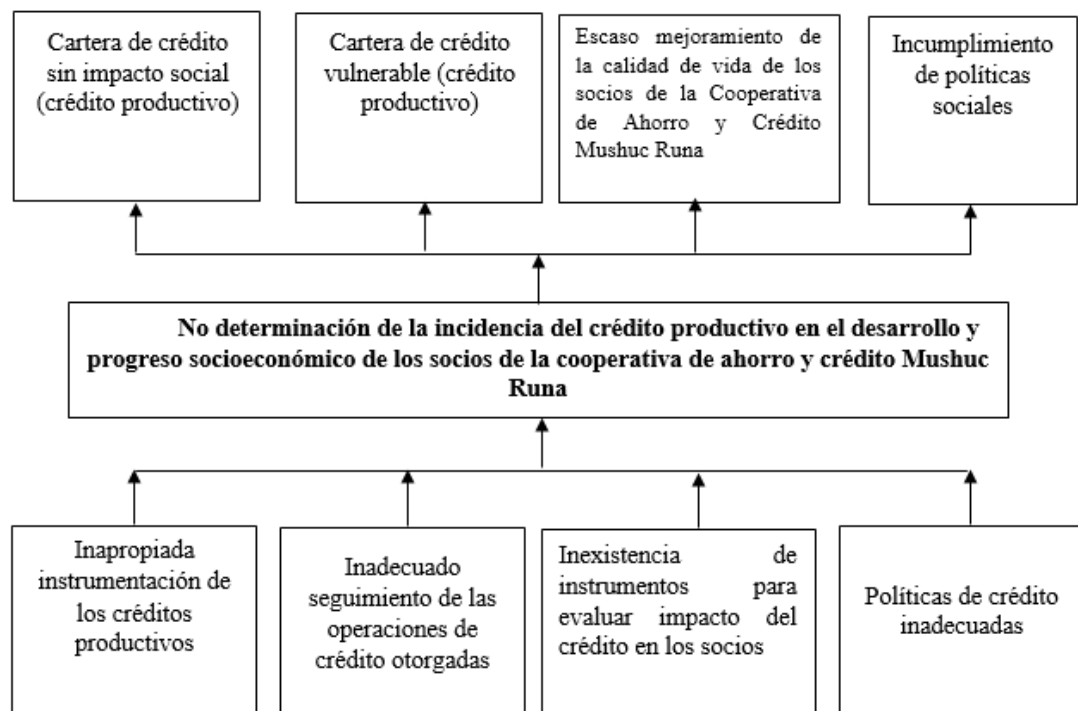 Cartera de crédito
sin impacto social
(crédito productivo)
Cartera de crédito
vulnerable (crédito
productivo)
Escaso mejoramiento de
la calidad de vida de los
socios de la Cooperativa
de Ahorro y Crédito
Mushuc Runa
Incumplimiento
de políticas
sociales
No determinación de la incidencia del crédito productivo en el desarrollo y
progreso socioeconómico de los socios de la cooperativa de ahorro y crédito Mushuc
Runa
Inapropiada
instrumentación de
los créditos
productivos
Inadecuado
seguimiento de las
operaciones de
crédito otorgadas
Inexistencia de
instrumentos para
evaluar impacto del
crédito en los socios
Políticas de crédito
inadecuadas